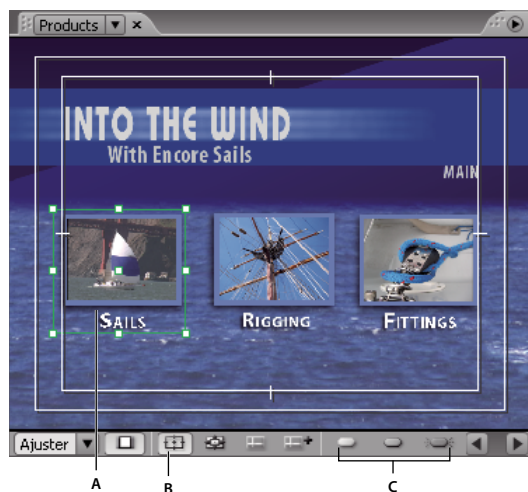 Products
INTO THE WIND
With Encore Sails
MAIN
SAILS
RIGGING
FITTINGS
Ajuster
A
B
C